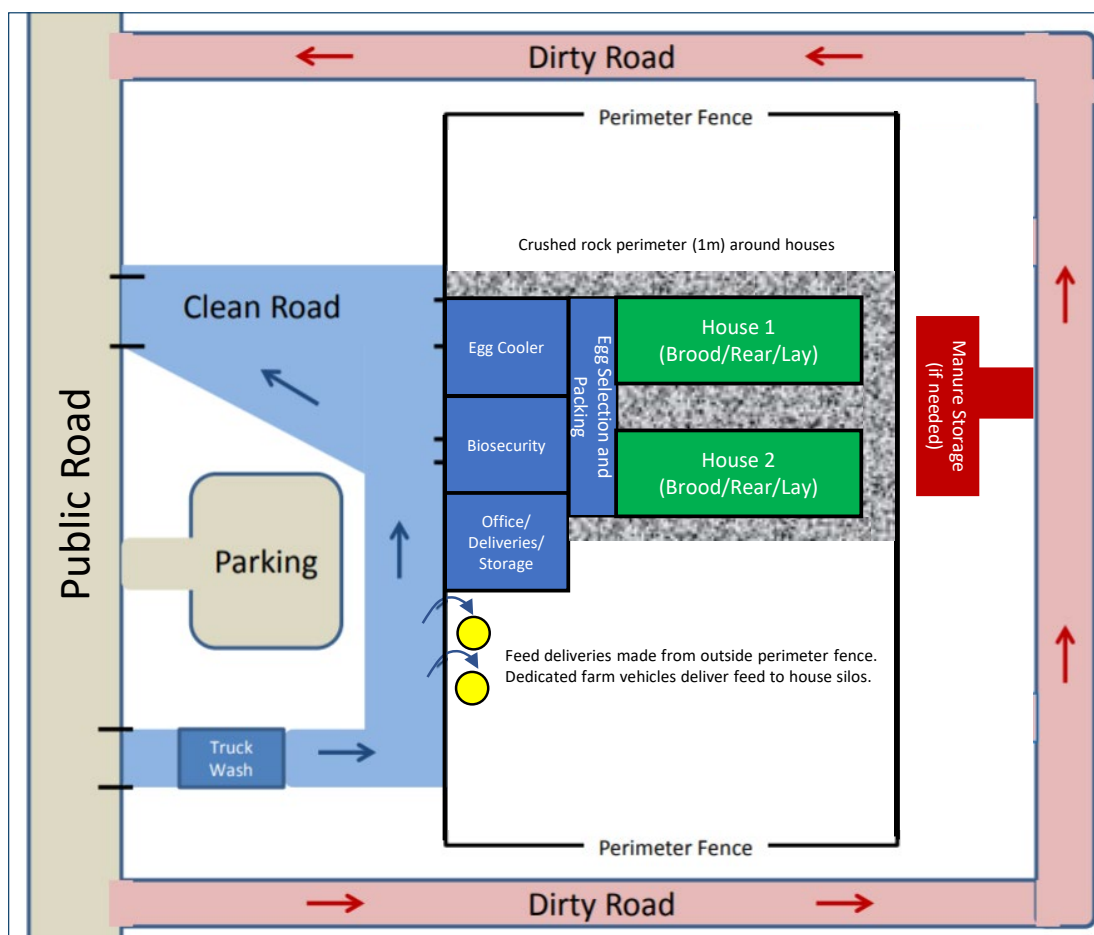 Dirty Road
Perimeter Fence
Crushed rock perimeter (1m) around houses
Public Road
Clean Road
Egg Cooler
Egg Selection and
Packing
House 1
(Brood/Rear/Lay)
Manure Storage
(if needed)
Biosecurity
House 2
(Brood/Rear/Lay)
Office/
Deliveries/
Storage
Parking
Feed deliveries made from outside perimeter fence.
Dedicated farm vehicles deliver feed to house silos.
Truck
Wash
Perimeter Fence
Dirty Road